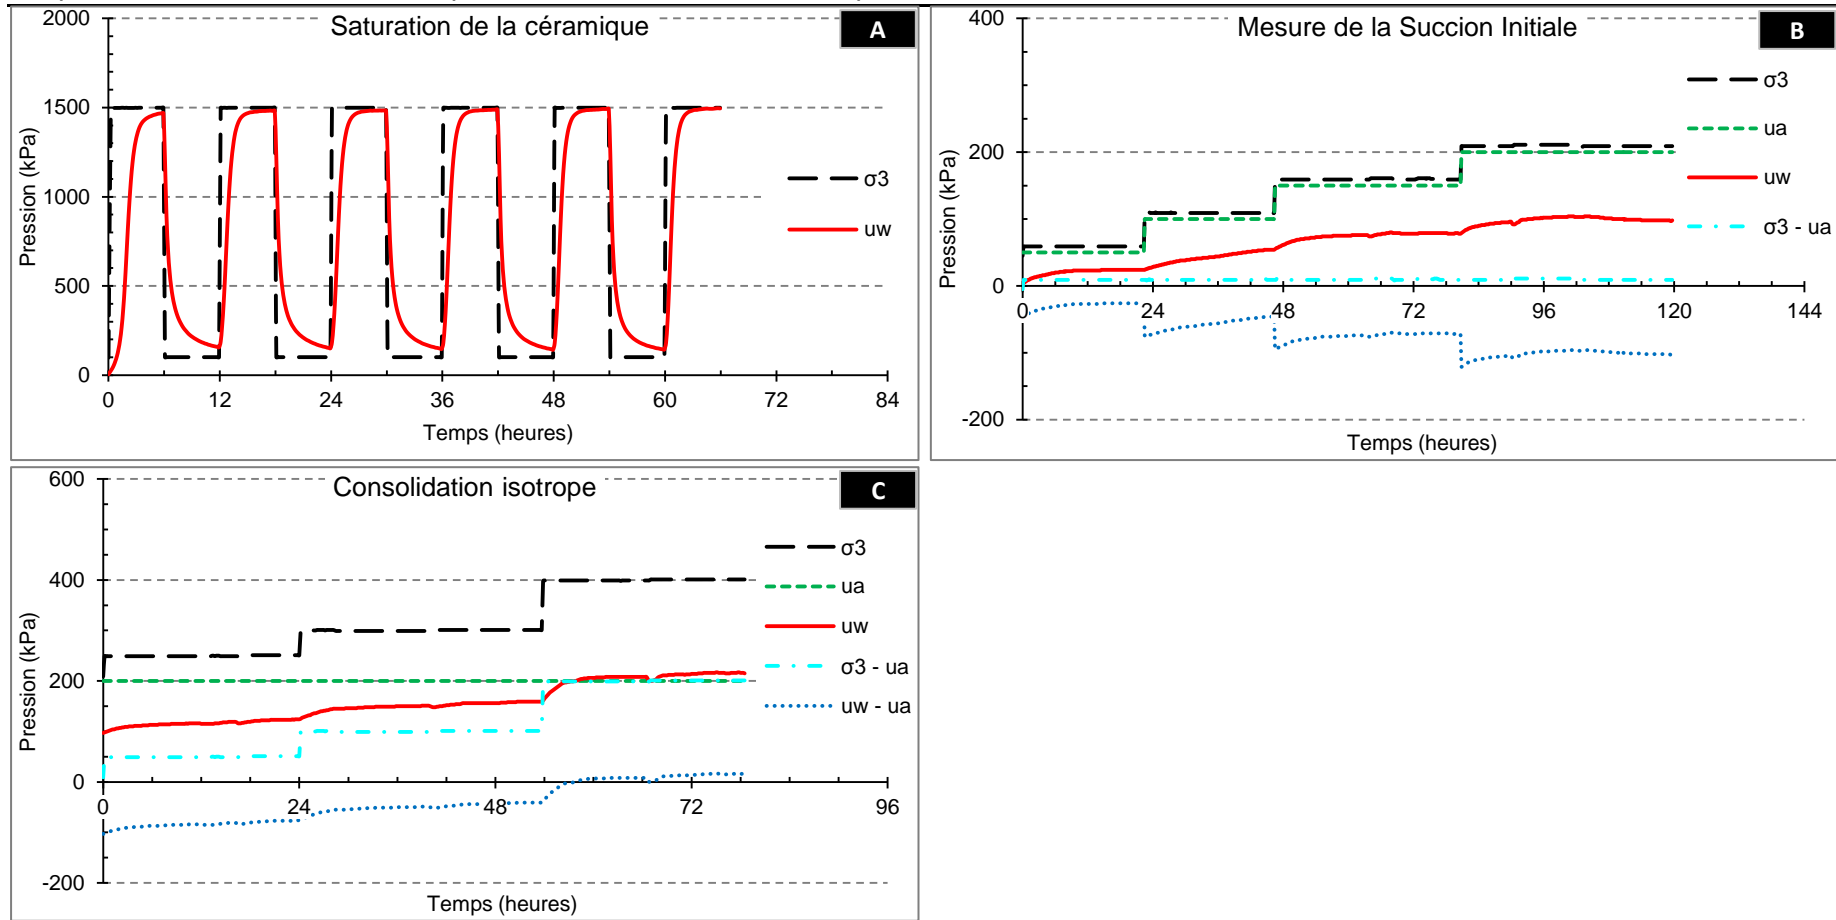 Saturation de la céramique
A
Pression (kPa)
2000
1500
1000
500
0
0 12 24 36 48 60 72 84
Temps (heures)
σ3
uw
Mesure de la Succion Initiale
B
Pression (kPa)
400
200
0
-200
0 24 48 72 96 120 144
Temps (heures)
σ3
ua
uw
σ3 - ua
Consolidation isotrope
C
Pression (kPa)
600
400
200
0
-200
0 24 48 72 96
Temps (heures)
σ3
ua
uw
σ3 - ua
uw - ua